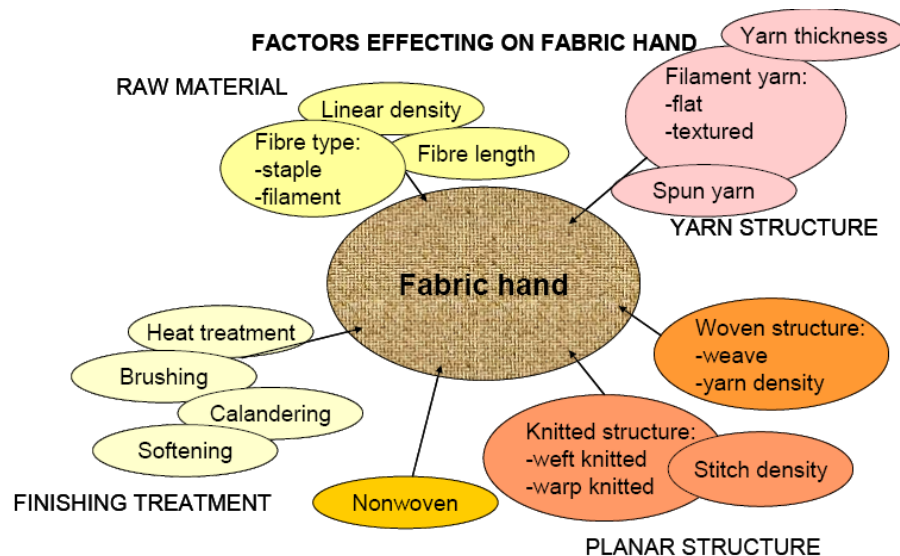 FACTORS EFFECTING ON FABRIC HAND
RAW MATERIAL
Linear density
Fibre type:
-staple
-filament
Fibre length
Yarn thickness
Filament yarn:
-flat
-textured
Spun yarn
YARN STRUCTURE
Fabric hand
Heat treatment
Brushing
Calandering
Softening
FINISHING TREATMENT
Nonwoven
Knitted structure:
-weft knitted
-warp knitted
Stitch density
Woven structure:
-weave
-yarn density
PLANAR STRUCTURE